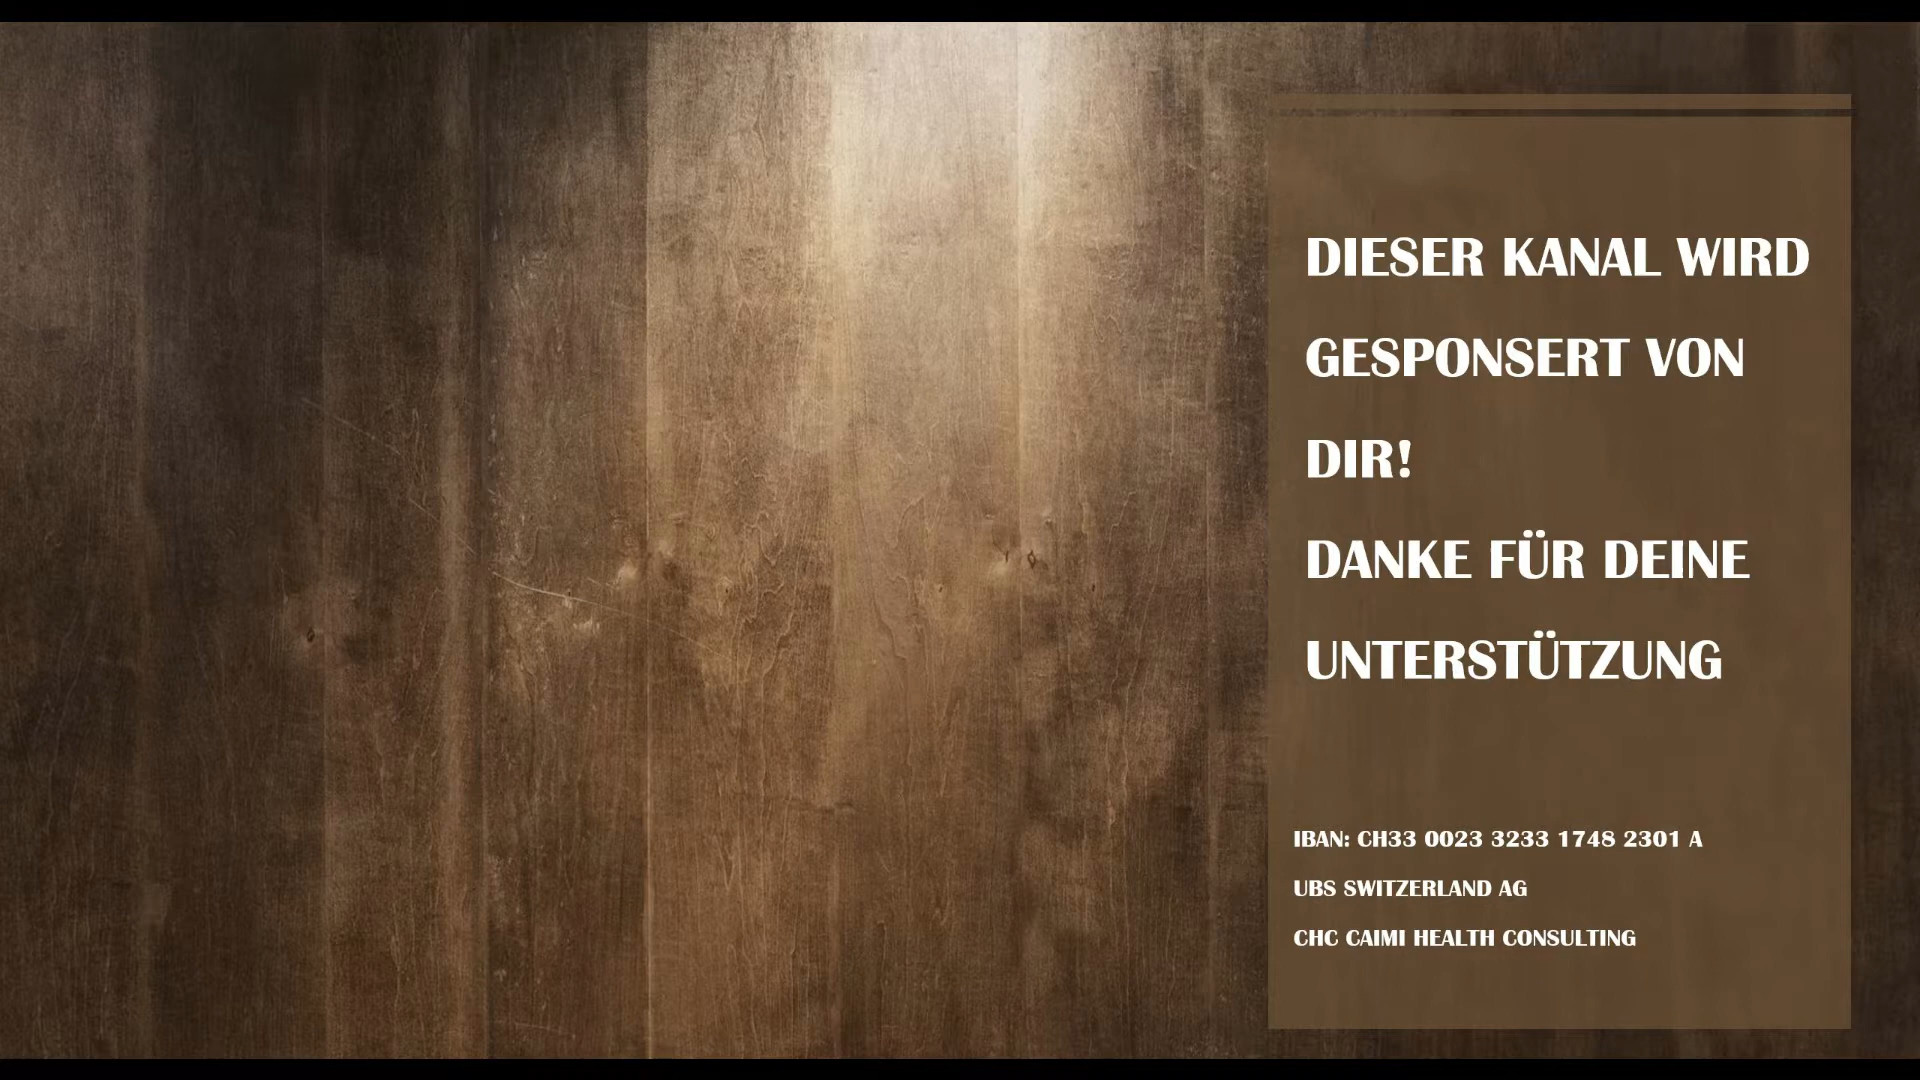 DIESER KANAL WIRD
GESPONSERT VON
DIR!
DANKE FÜR DEINE
UNTERSTÜTZUNG
IBAN: CH33 0023 3233 1748 2301 A
UBS SWITZERLAND AG
CHC CAIMI HEALTH CONSULTING